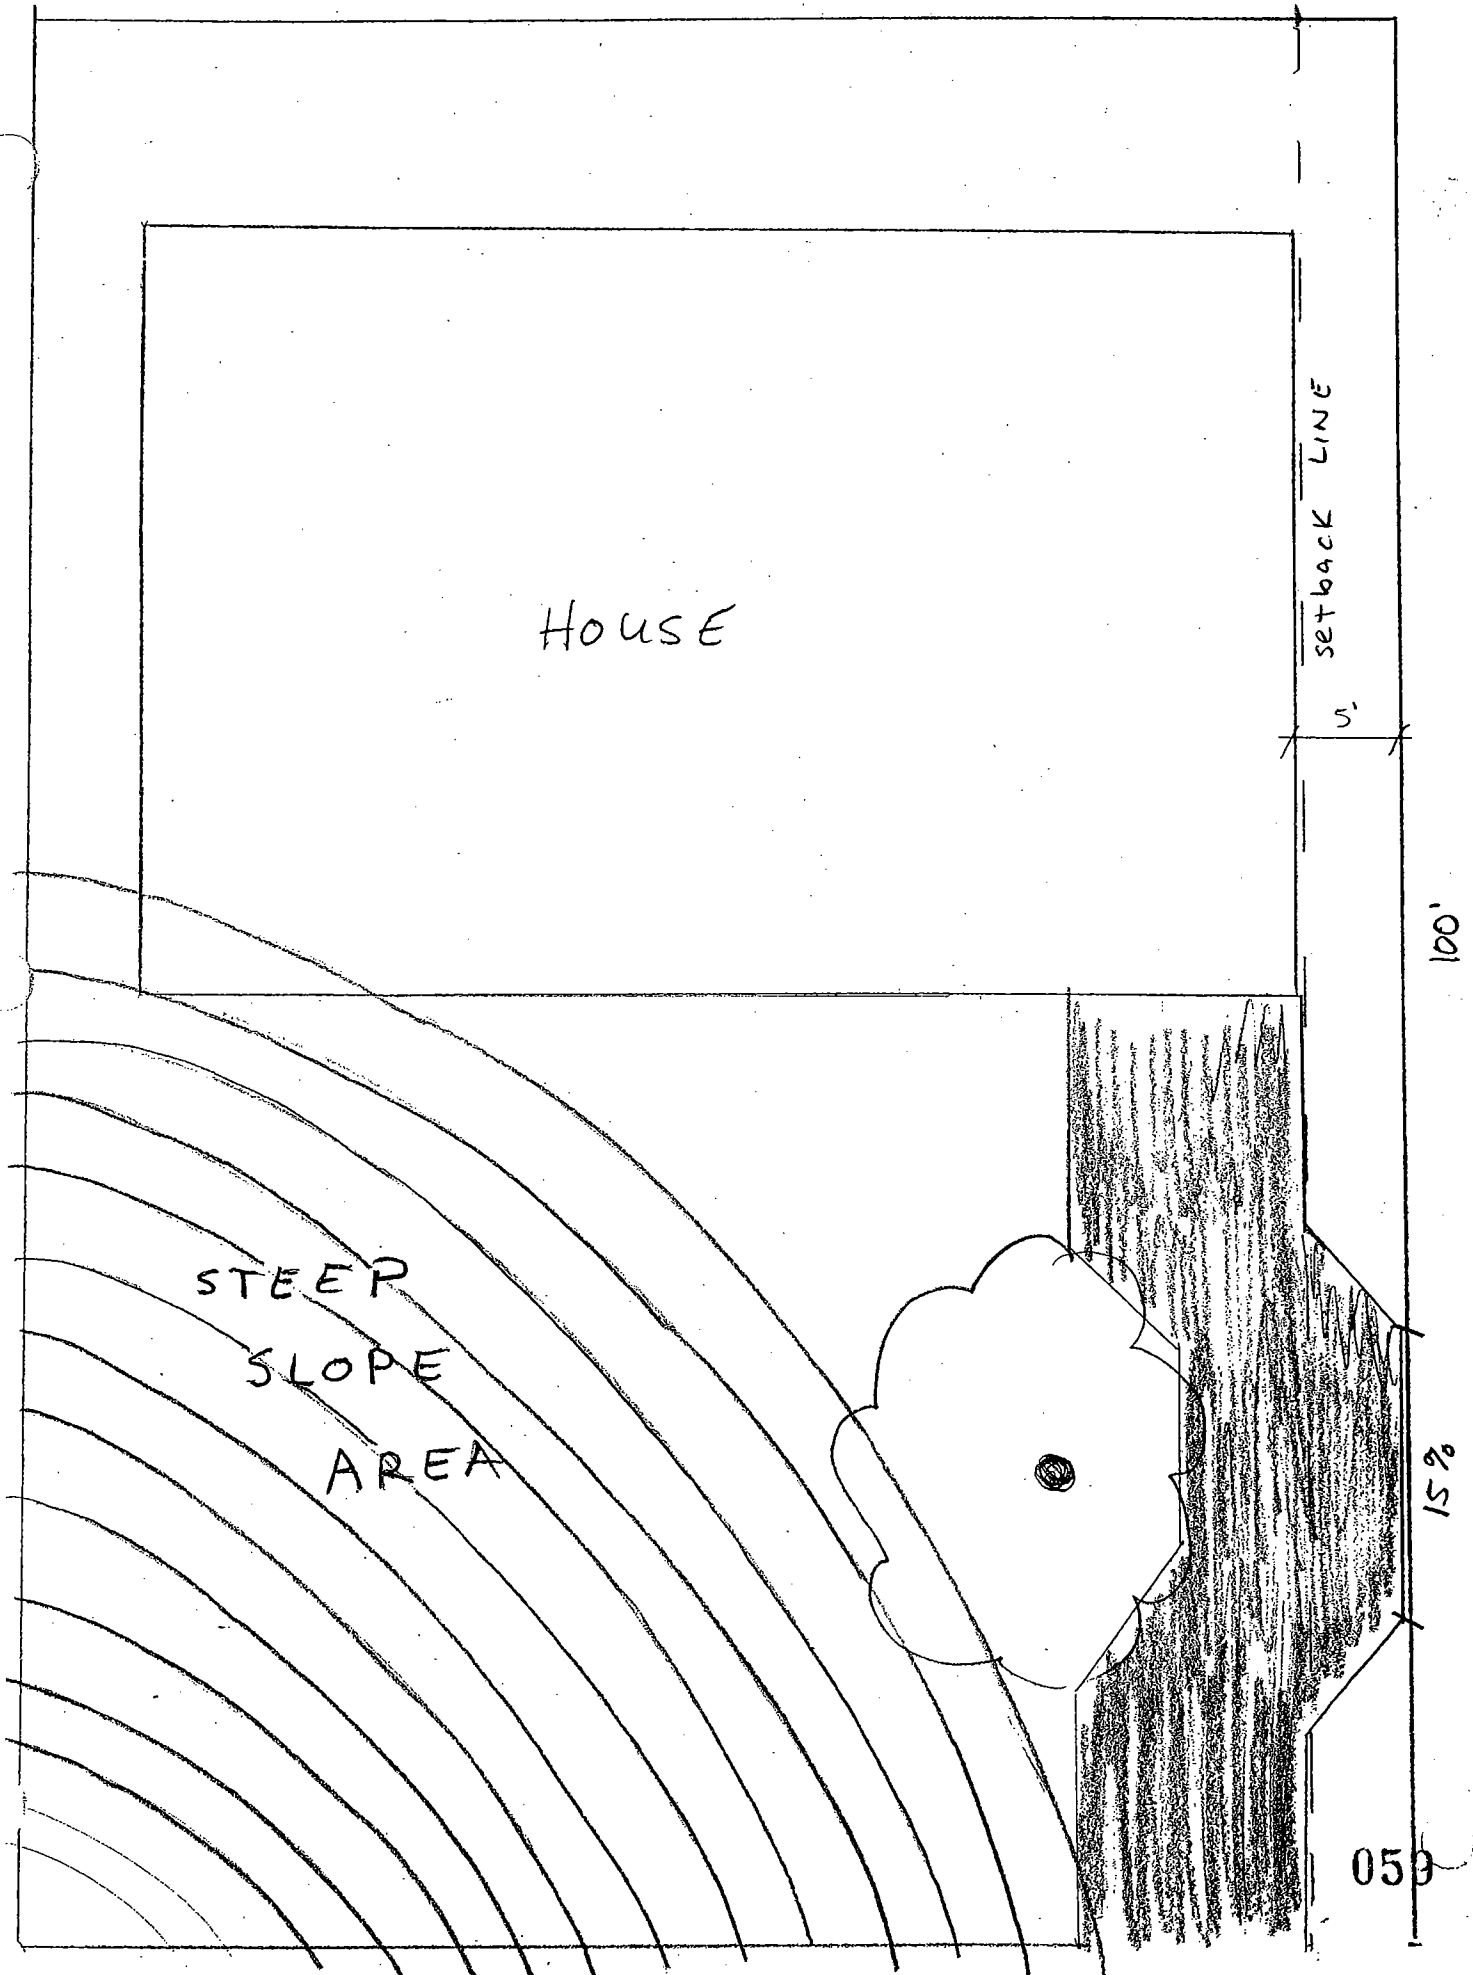 setback LINE
HOUSE
5'
100'
STEEP
SLOPE
AREA
15%
059